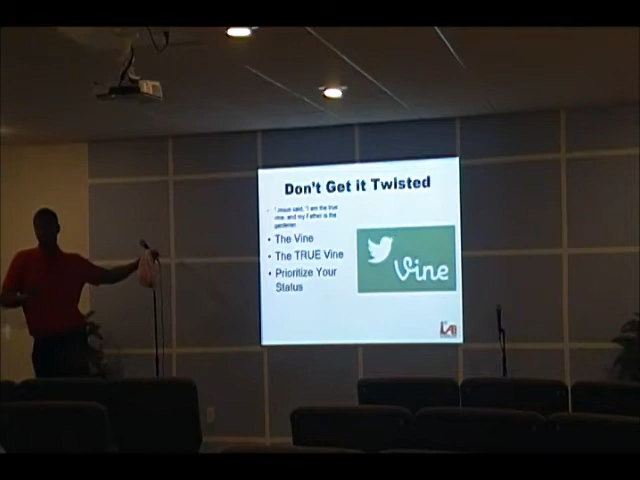 Don't Get it Twisted
• Jesus said, "I am the true
vine, and my Father is the
gardener.
• The Vine
• The TRUE Vine
• Prioritize Your
Status
Vine